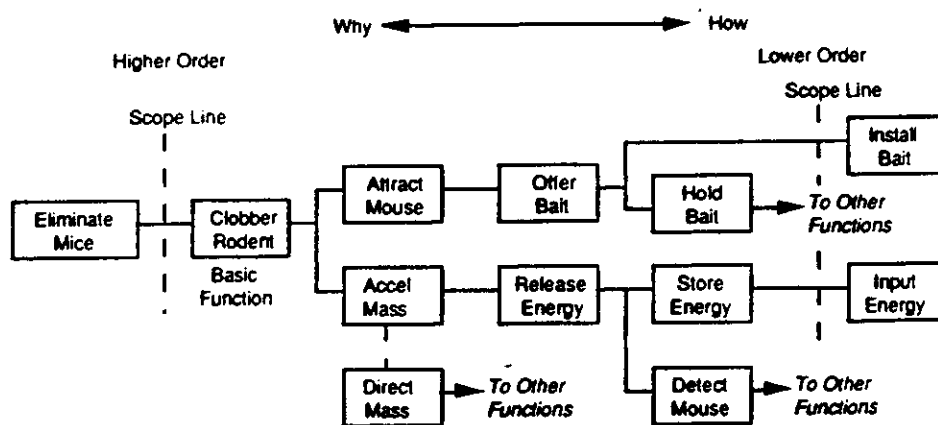 Why
How
Higher Order
Lower Order
Scope Line
Scope Line
Install
Bait
Attract
Mouse
Offer
Bait
Hold
Bait
To Other
Functions
Eliminate
Mice
Clobber
Rodent
Basic
Function
Accel
Mass
Release
Energy
Store
Energy
Input
Energy
Direct
Mass
To Other
Functions
Detect
Mouse
To Other
Functions